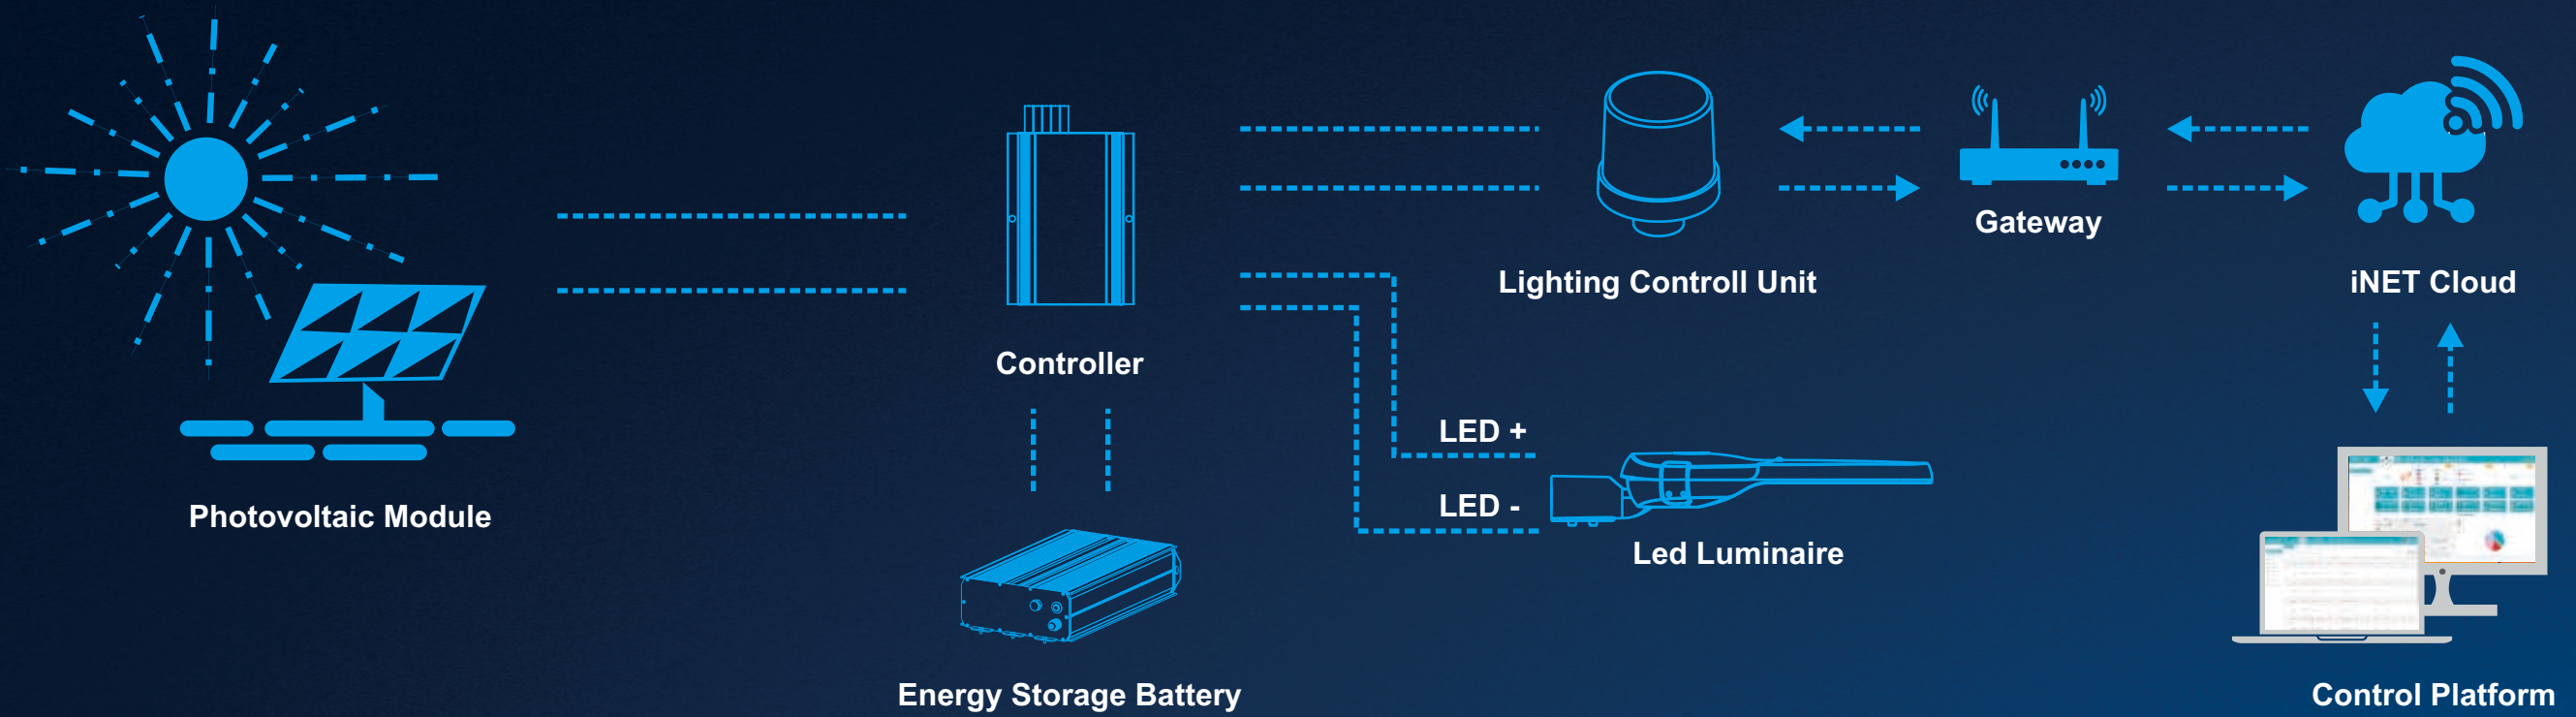 Gateway
Lighting Controll Unit
iNET Cloud
Controller
LED +
LED -
Photovoltaic Module
Led Luminaire
Energy Storage Battery
Control Platform